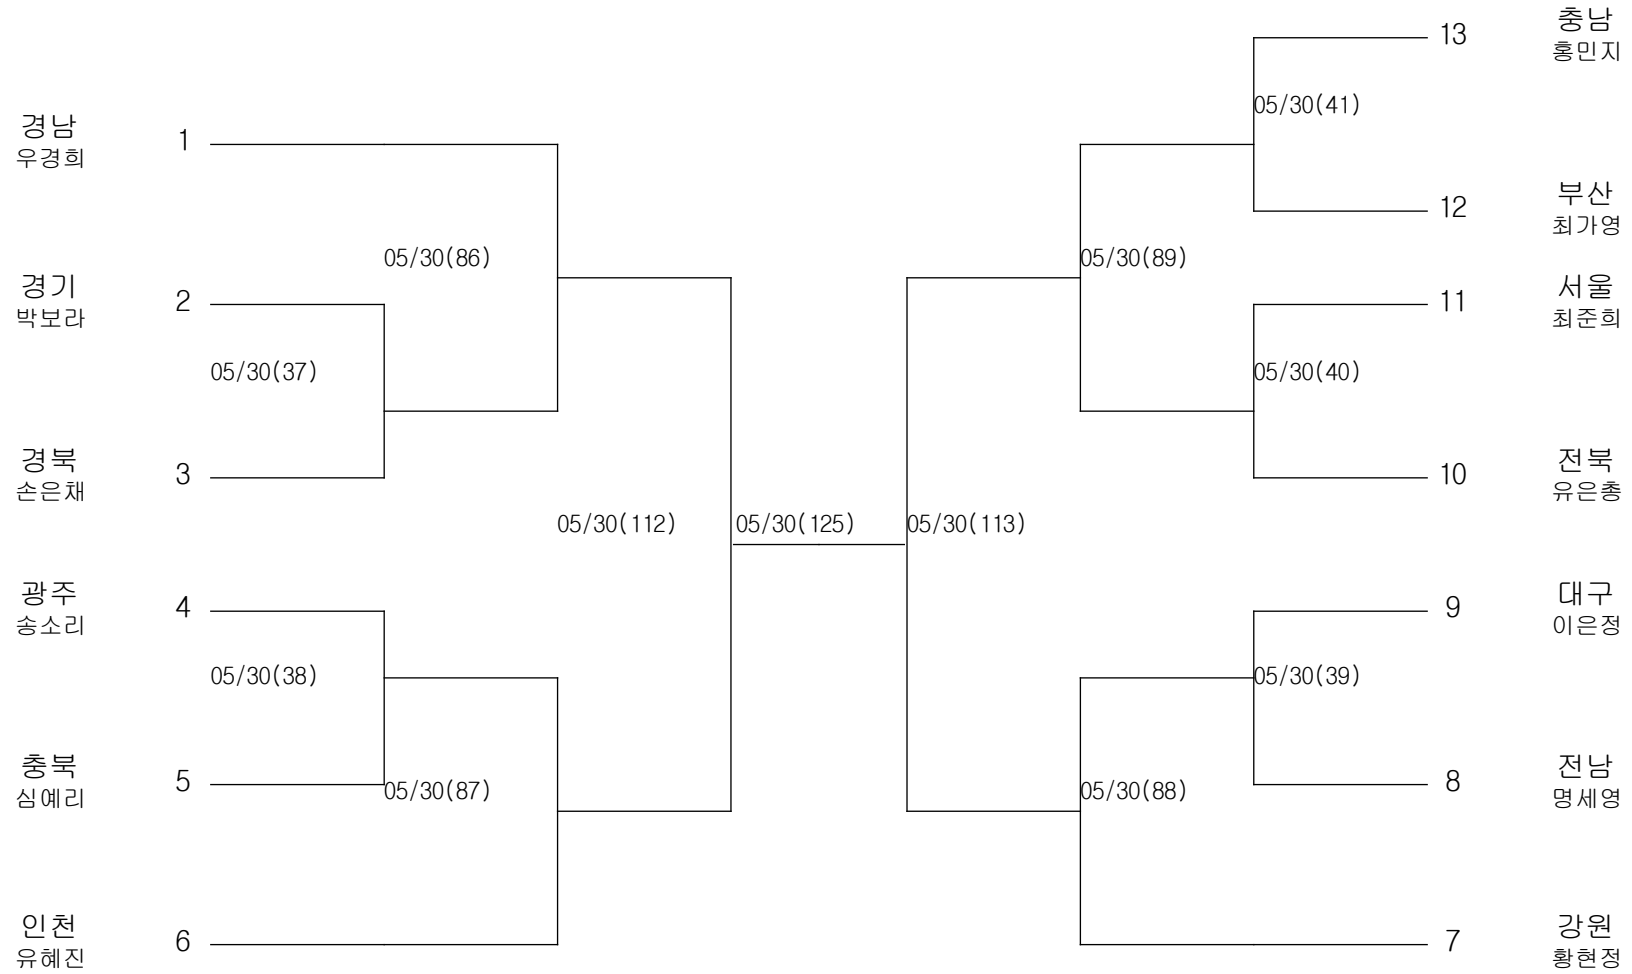 충남
13
홍민지
05/30(41)
경남
1
우경희
부산
12
최가영
05/30(86)
05/30(89)
경기
2
박보라
서울
11
최준희
05/30(37)
05/30(40)
경북
3
손은채
전북
10
유은총
05/30(112)
05/30(125)
05/30(113)
광주
4
송소리
대구
9
이은정
05/30(38)
05/30(39)
충북
5
심예리
05/30(87)
05/30(88)
전남
8
명세영
인천
6
유혜진
강원
7
황현정